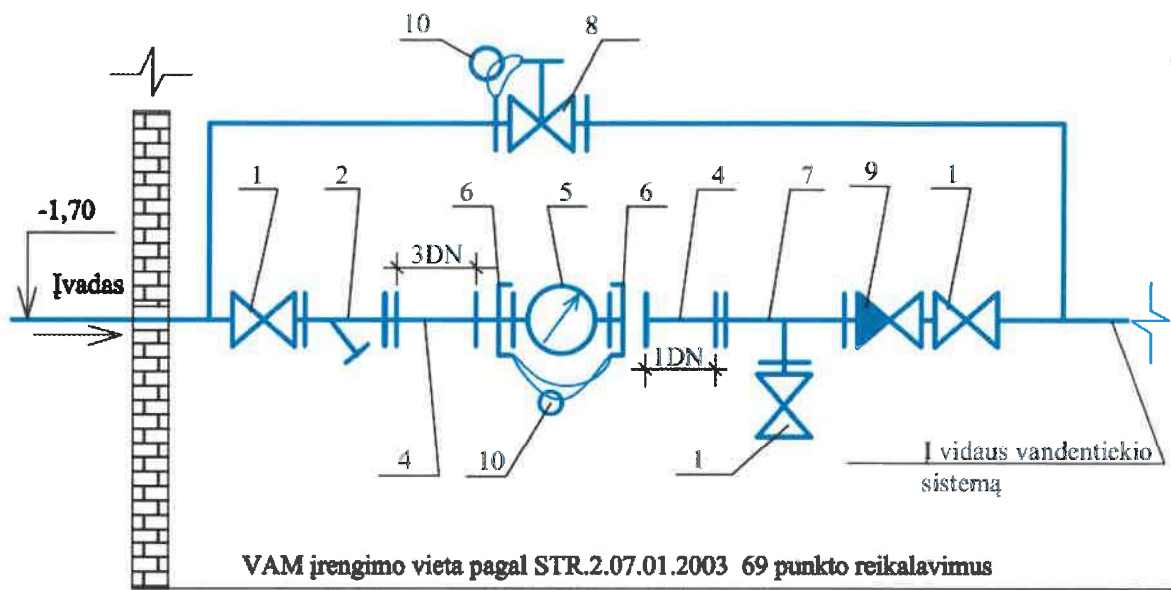 10
8
1
2
6
5
6
4
7
9
1
-1,70
3DN
Įvadas
1DN
4
10
1
Į vidaus vandentiekio
sistemą
VAM įrengimo vieta pagal STR.2.07.01.2003 69 punkto reikalavimus